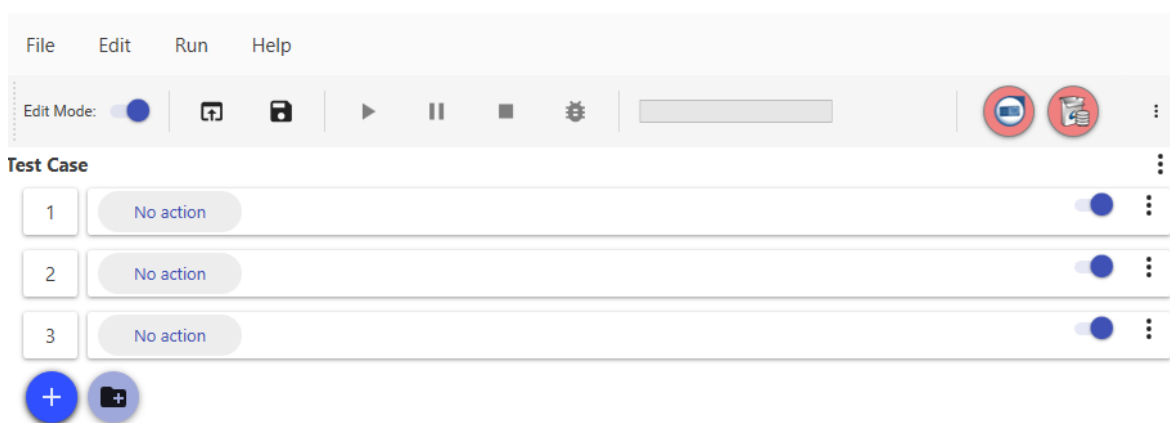 File Edit Run Help
Edit Mode:
Test Case
1 No action
2 No action
3 No action